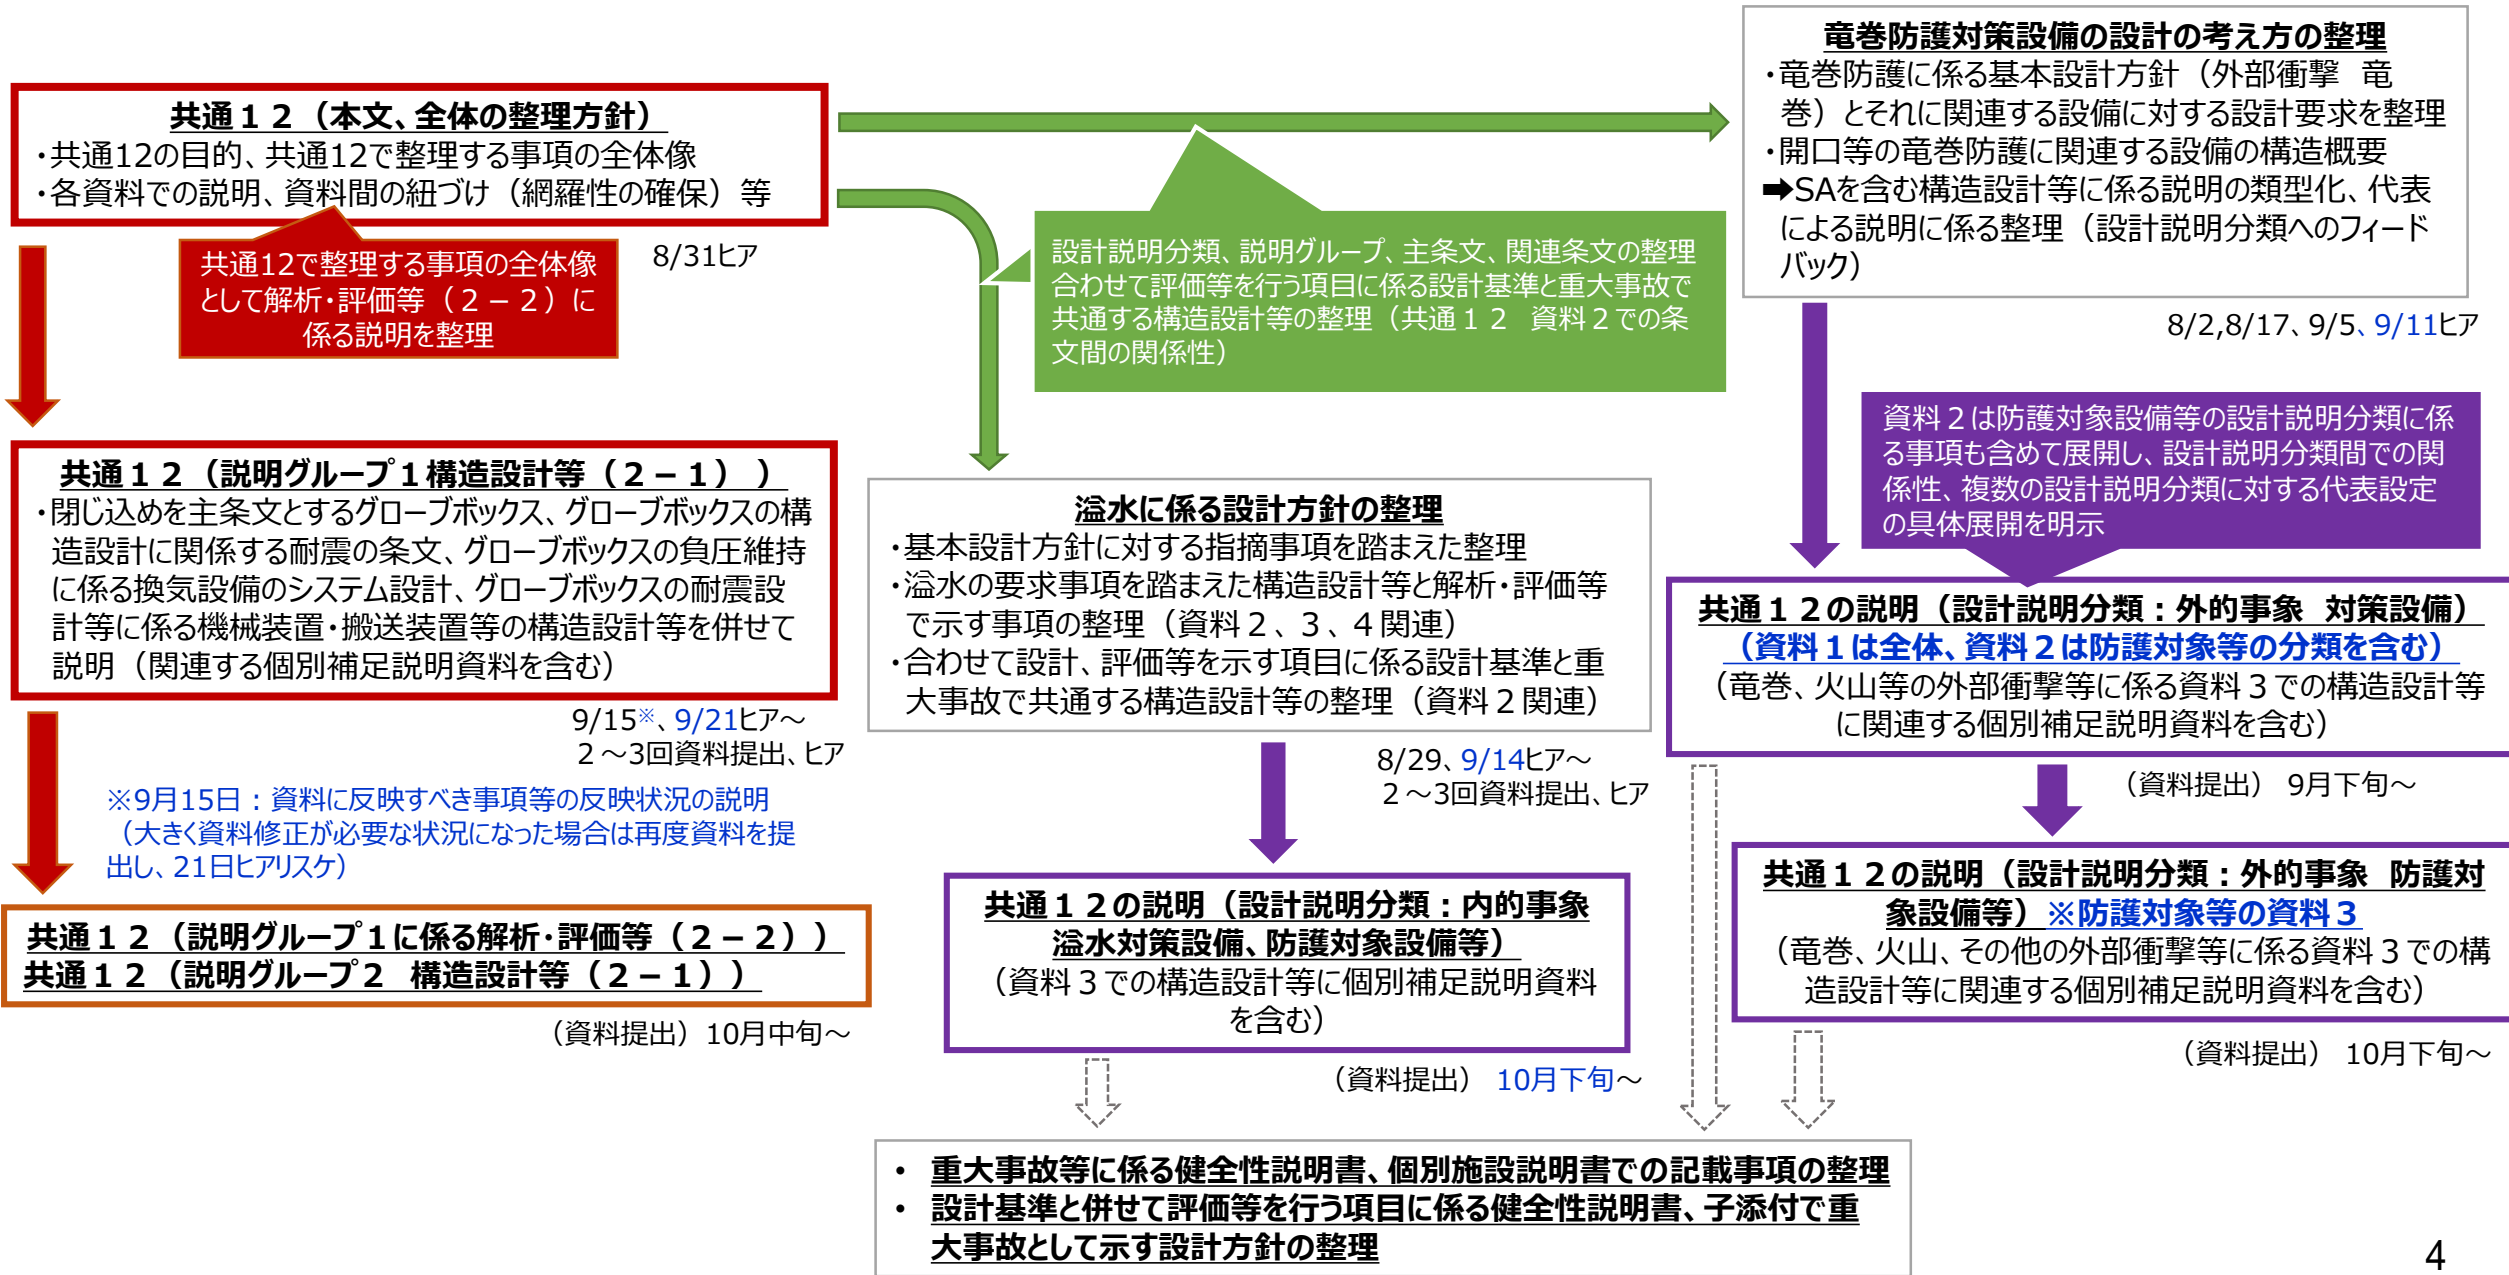 共通１２（本文、全体の整理方針）
・共通12の目的、共通12で整理する事項の全体像
・各資料での説明、資料間の紐づけ（網羅性の確保）等
8/31ヒア
共通12で整理する事項の全体像
として解析・評価等（２－２）に
係る説明を整理
設計説明分類、説明グループ、主条文、関連条文の整理
合わせて評価等を行う項目に係る設計基準と重大事故で
共通する構造設計等の整理（共通１２　資料２での条
文間の関係性）
竜巻防護対策設備の設計の考え方の整理
・竜巻防護に係る基本設計方針（外部衝撃　竜
巻）とそれに関連する設備に対する設計要求を整理
・開口等の竜巻防護に関連する設備の構造概要
➡SAを含む構造設計等に係る説明の類型化、代表
による説明に係る整理（設計説明分類へのフィード
バック）
8/2,8/17、9/5、9/11ヒア
資料２は防護対象設備等の設計説明分類に係
る事項も含めて展開し、設計説明分類間での関
係性、複数の設計説明分類に対する代表設定
の具体展開を明示
共通１２（説明グループ１構造設計等（２－１））
・閉じ込めを主条文とするグローブボックス、グローブボックスの構
造設計に関係する耐震の条文、グローブボックスの負圧維持
に係る換気設備のシステム設計、グローブボックスの耐震設
計等に係る機械装置・搬送装置等の構造設計等を併せて
説明（関連する個別補足説明資料を含む）
9/15※、9/21ヒア～
２～3回資料提出、ヒア
※9月15日：資料に反映すべき事項等の反映状況の説明
（大きく資料修正が必要な状況になった場合は再度資料を提
出し、21日ヒアリスケ）
共通１２（説明グループ１に係る解析・評価等（２－２））
共通１２（説明グループ２　構造設計等（２－１））
（資料提出）10月中旬～
溢水に係る設計方針の整理
・基本設計方針に対する指摘事項を踏まえた整理
・溢水の要求事項を踏まえた構造設計等と解析・評価等
で示す事項の整理（資料２、３、４関連）
・合わせて設計、評価等を示す項目に係る設計基準と重
大事故で共通する構造設計等の整理（資料２関連）
8/29、9/14ヒア～
２～3回資料提出、ヒア
共通１２の説明（設計説明分類：内的事象
溢水対策設備、防護対象設備等）
（資料３での構造設計等に個別補足説明資料
を含む）
（資料提出） 10月下旬～
共通１２の説明（設計説明分類：外的事象 対策設備）
（資料１は全体、資料２は防護対象等の分類を含む）
（竜巻、火山等の外部衝撃等に係る資料３での構造設計等
に関連する個別補足説明資料を含む）
（資料提出） 9月下旬～
共通１２の説明（設計説明分類：外的事象 防護対
象設備等）※防護対象等の資料３
（竜巻、火山、その他の外部衝撃等に係る資料３での構
造設計等に関連する個別補足説明資料を含む）
（資料提出） 10月下旬～
• 重大事故等に係る健全性説明書、個別施設説明書での記載事項の整理
• 設計基準と併せて評価等を行う項目に係る健全性説明書、子添付で重
大事故として示す設計方針の整理
4